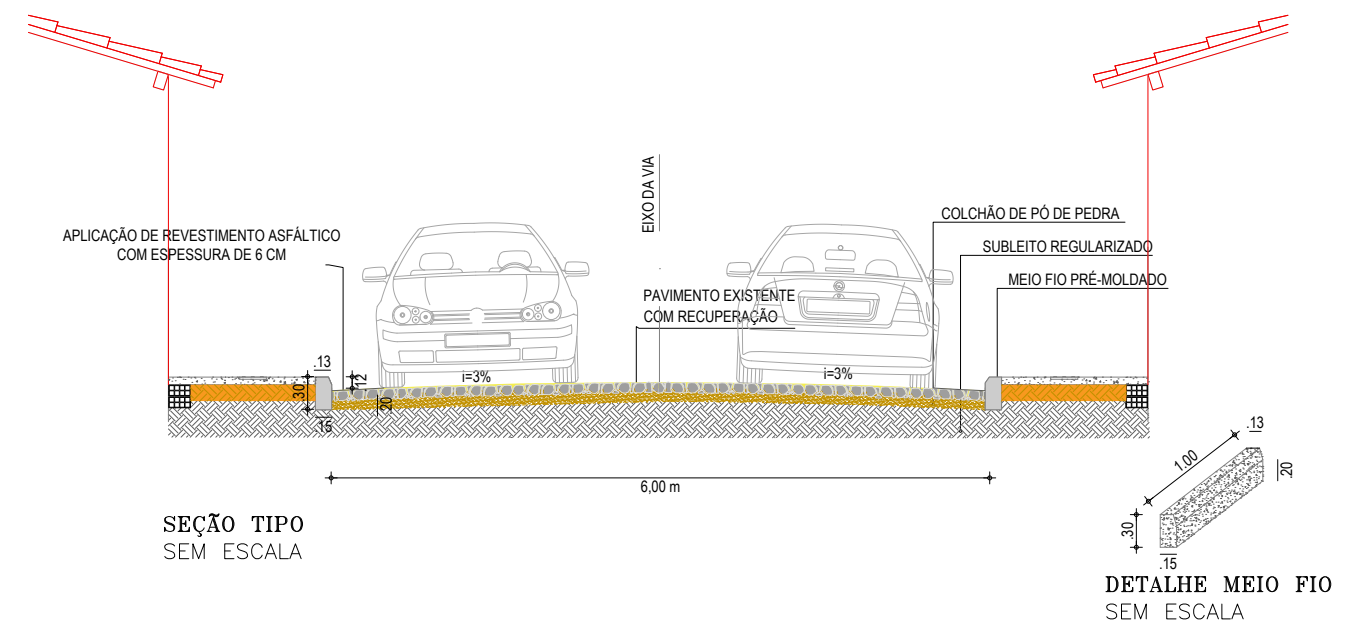 EIXO DA VIA
APLICAÇÃO DE REVESTIMENTO ASFÁLTICO
COM ESPESSURA DE 6 CM
COLCHÃO DE PÓ DE PEDRA
SUBLEITO REGULARIZADO
MEIO FIO PRÉ-MOLDADO
PAVIMENTO EXISTENTE
COM RECUPERAÇÃO
.13
.12
i=3%
i=3%
.30
.20
.15
6,00 m
SEÇÃO TIPO
SEM ESCALA
.13
1.00
.20
.30
.15
DETALHE MEIO FIO
SEM ESCALA